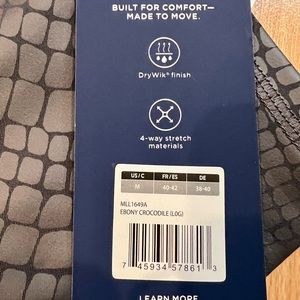 BUILT FOR COMFORT—
MADE TO MOVE.
DryWik® finish
4-way stretch
materials
US/C FR/ES DE
M 40-42 38-40
MLL1649A
EBONY CROCODILE (L0G)
7 45934 57861 3
LEARN MORE